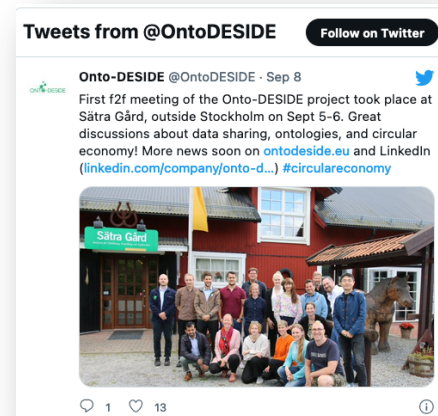 Tweets from @OntoDESIDE
Follow on Twitter
Onto-DESIDE @OntoDESIDE · Sep 8
ONTO-DESIDE
First f2f meeting of the Onto-DESIDE project took place at
Sätra Gård, outside Stockholm on Sept 5-6. Great
discussions about data sharing, ontologies, and circular
economy! More news soon on ontodeside.eu and LinkedIn
(linkedin.com/company/onto-d...) #circulareconomy
Sätra Gård
1
13